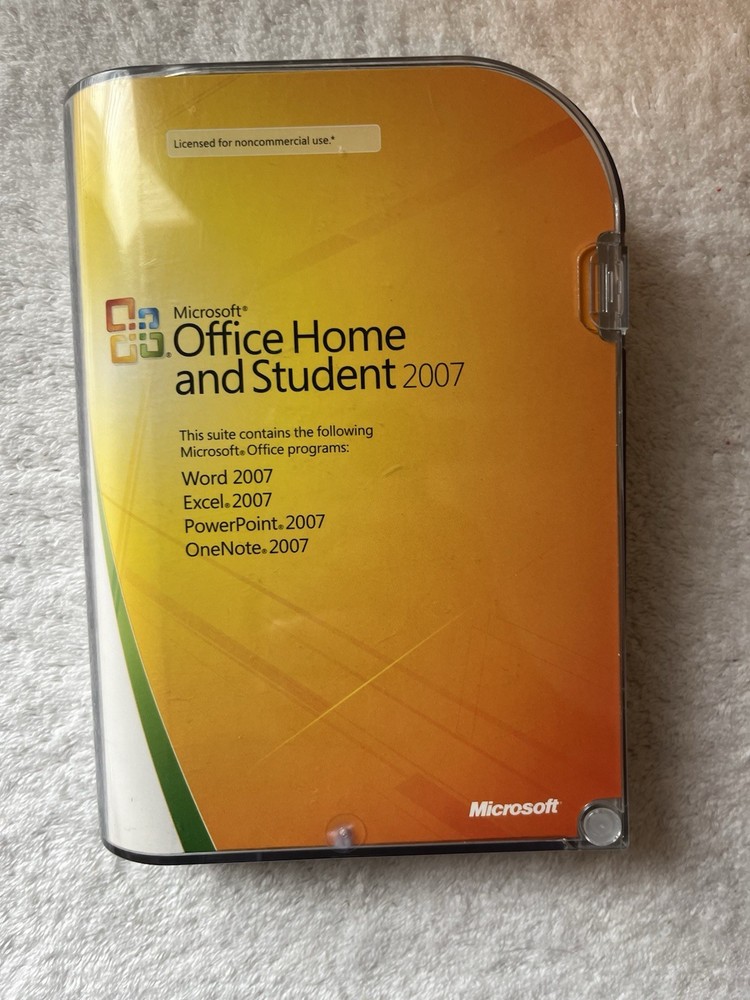 Licensed for noncommercial use.*
Microsoft®
Office Home
and Student 2007
This suite contains the following
Microsoft® Office programs:
Word 2007
Excel® 2007
PowerPoint® 2007
OneNote® 2007
Microsoft®